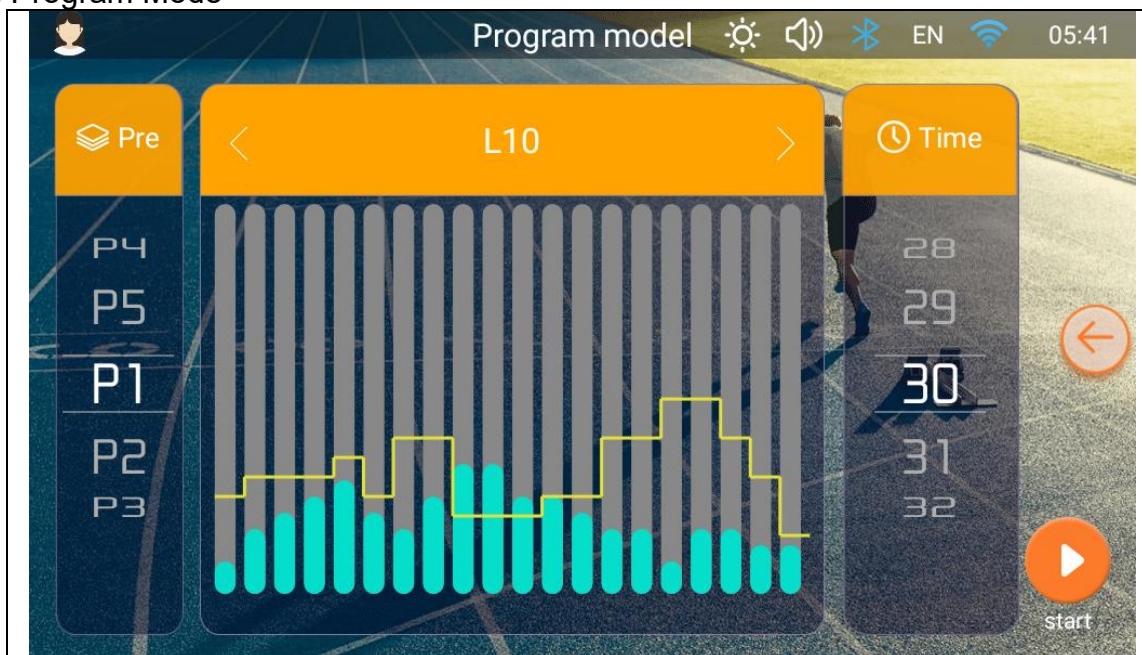 Program Mode
Program model EN 05:41
Pre
L10
Time
P4
P5
P1
P2
P3
28
29
30
31
32
start